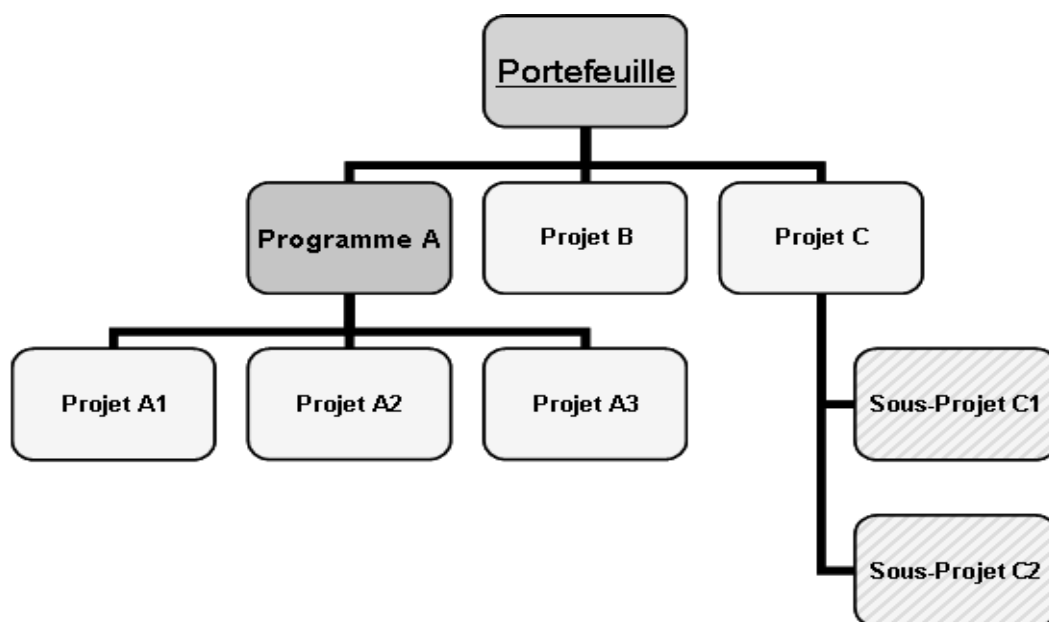 Portefeuille
Programme A
Projet B
Projet C
Projet A1
Projet A2
Projet A3
Sous-Projet C1
Sous-Projet C2